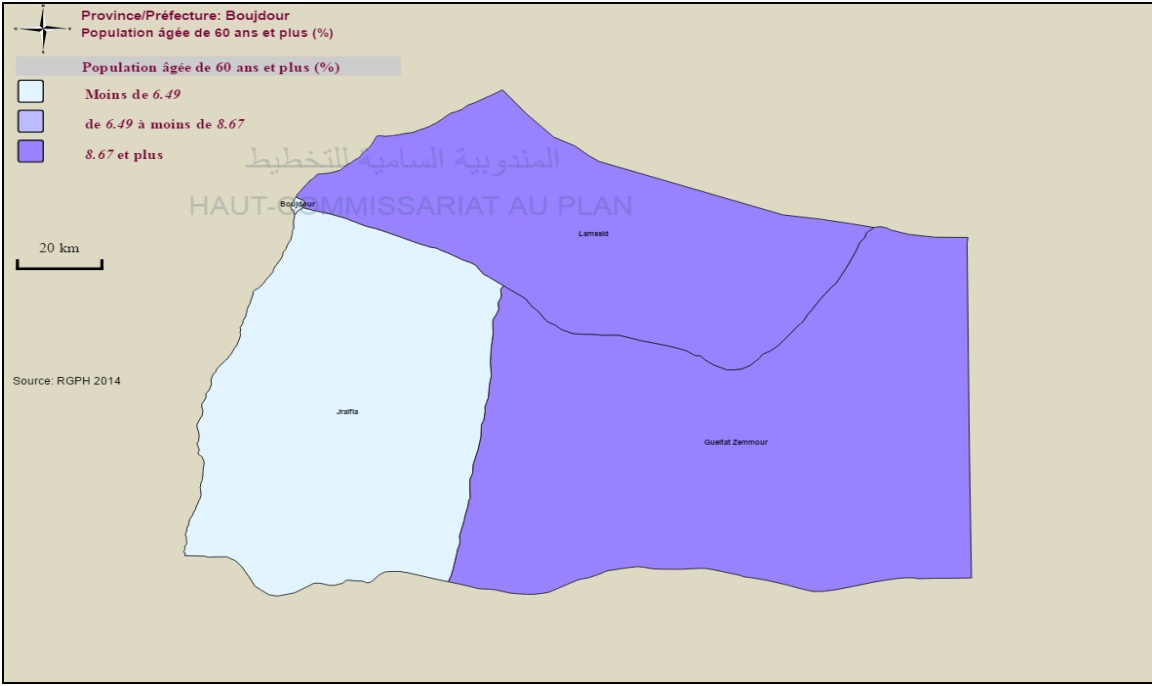 Province/Préfecture: Boujdour
Population âgée de 60 ans et plus (%)
Population âgée de 60 ans et plus (%)
Moins de 6.49
de 6.49 à moins de 8.67
8.67 et plus
المندوبية السامية للتخطيط
HAUT-COMMISSARIAT AU PLAN
Boujdour
Lamssid
20 km
Source: RGPH 2014
Jraifia
Gueltat Zemmour